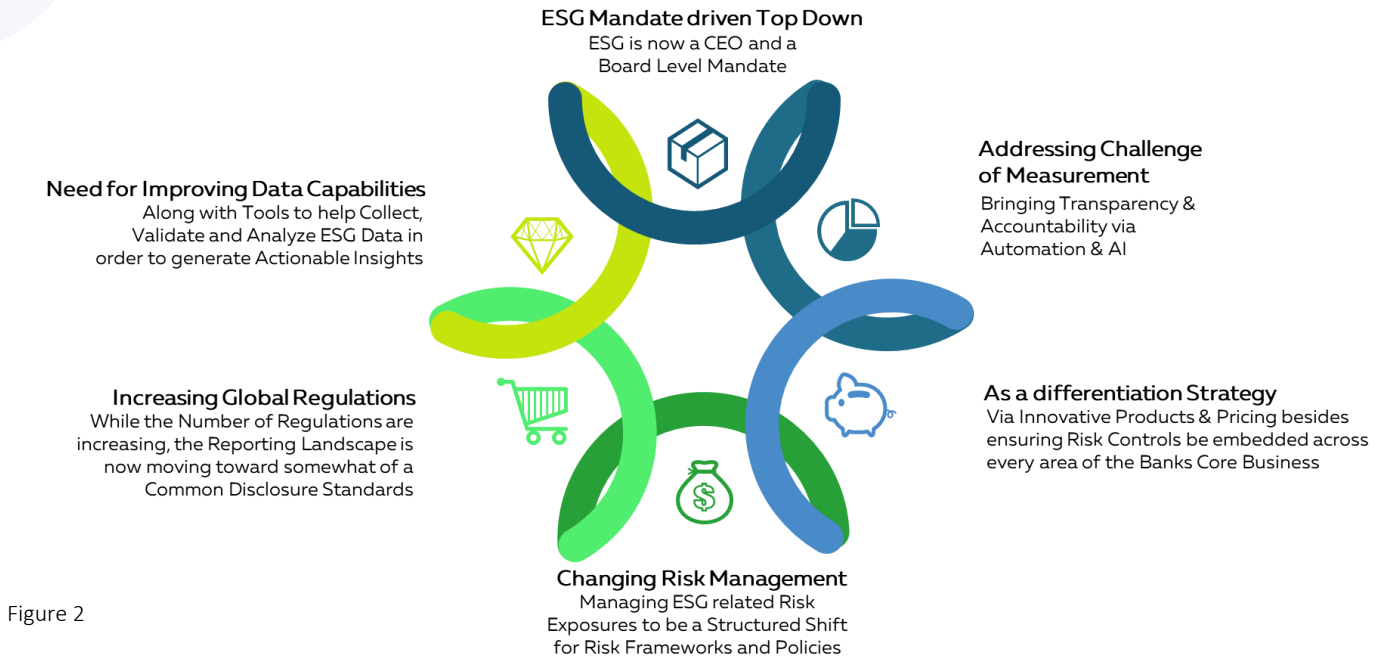 ESG Mandate driven Top Down
ESG is now a CEO and a
Board Level Mandate
Addressing Challenge
of Measurement
Bringing Transparency &
Accountability via
Automation & AI
Need for Improving Data Capabilities
Along with Tools to help Collect,
Validate and Analyze ESG Data in
order to generate Actionable Insights
Increasing Global Regulations
While the Number of Regulations are
increasing, the Reporting Landscape is
now moving toward somewhat of a
Common Disclosure Standards
As a differentiation Strategy
Via Innovative Products & Pricing besides
ensuring Risk Controls be embedded across
every area of the Banks Core Business
$
Changing Risk Management
Managing ESG related Risk
Exposures to be a Structured Shift
for Risk Frameworks and Policies
Figure 2